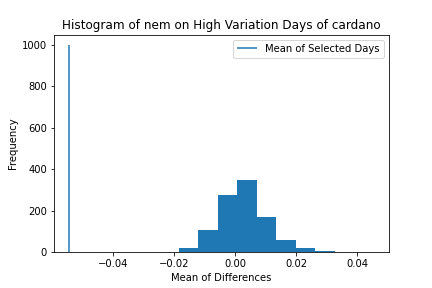 Histogram of nem on High Variation Days of cardano
Mean of Selected Days
Frequency
1000
800
600
400
200
0
−0.04
−0.02
0.00
0.02
0.04
Mean of Differences